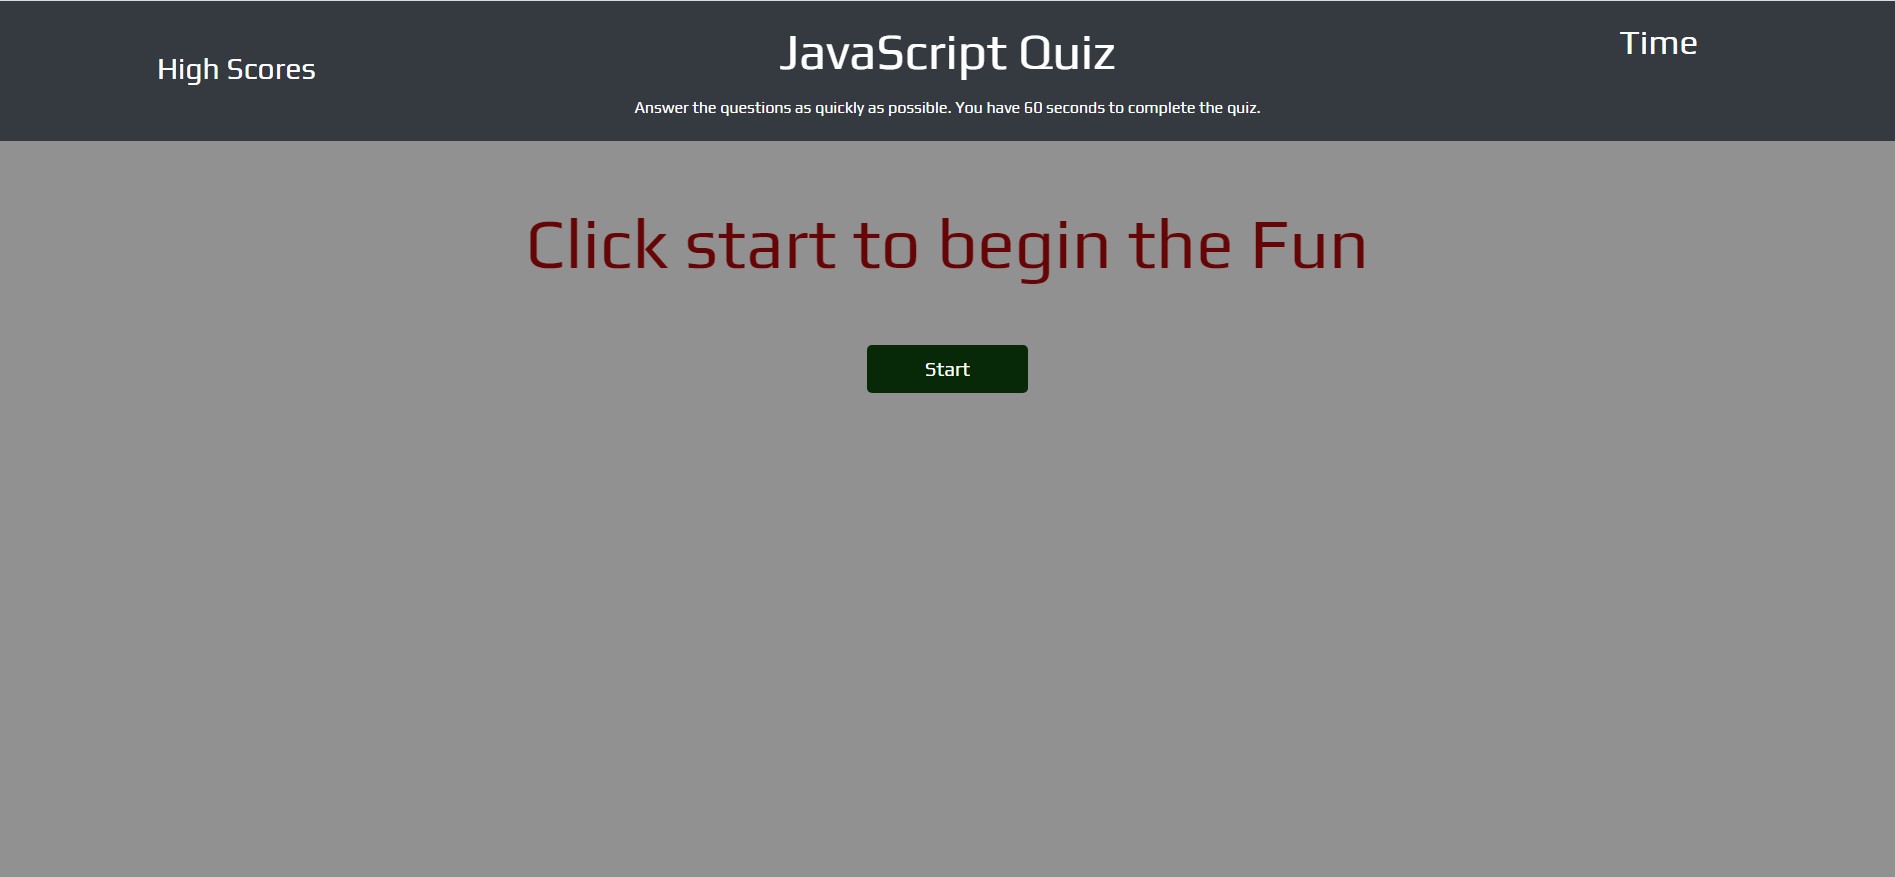 High Scores
JavaScript Quiz
Time
Answer the questions as quickly as possible. You have 60 seconds to complete the quiz.
Click start to begin the Fun
Start